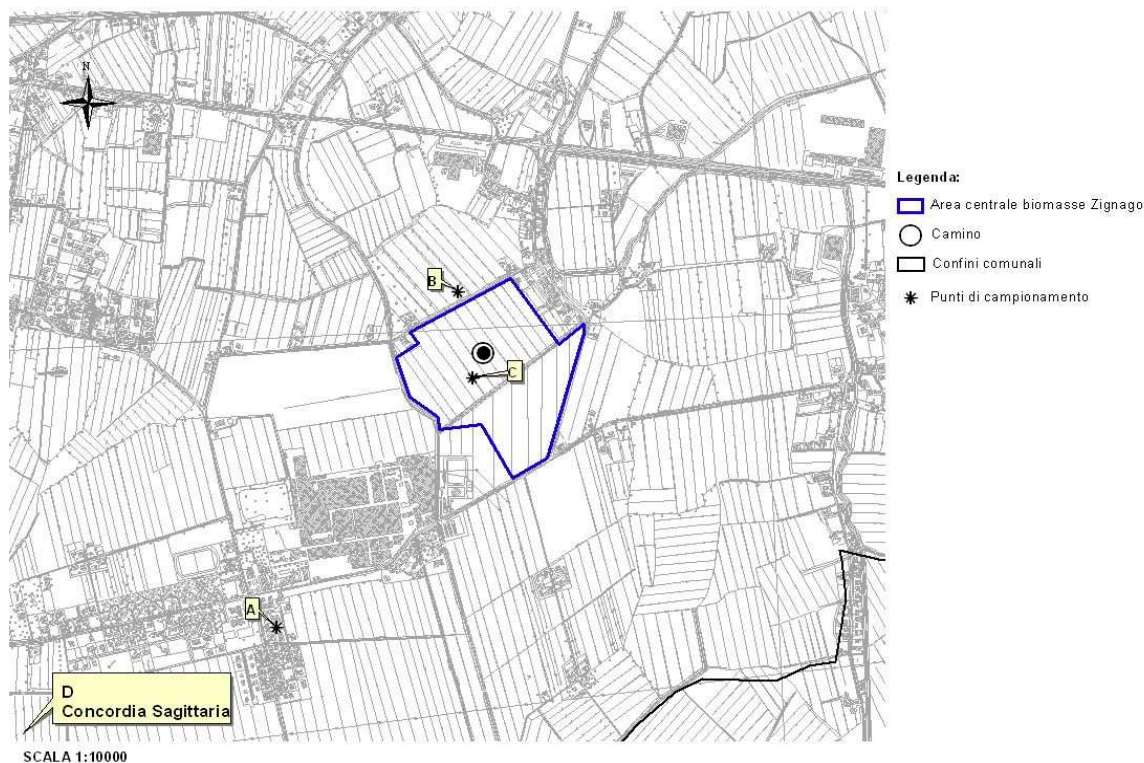 N
Legenda:
Area centrale biomasse Zignago
Camino
Confini comunali
Punti di campionamento
B
C
A
D
Concordia Sagittaria
SCALA 1:10000